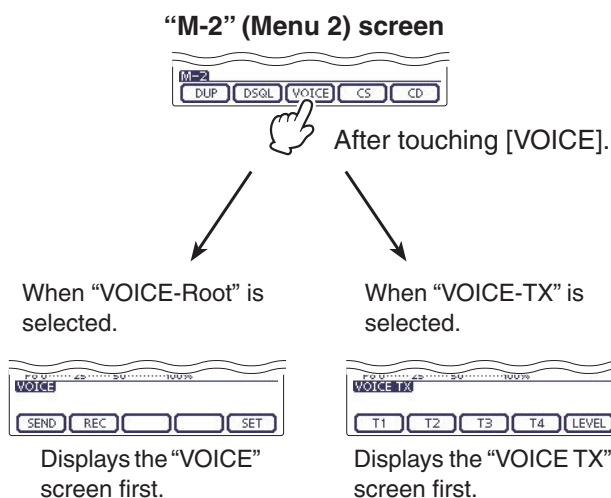 “M-2” (Menu 2) screen
M-2
DUP DSQL VOICE CS CD
After touching [VOICE].
When “VOICE-Root” is
selected.
VOICE
SEND REC SET
Displays the “VOICE”
screen first.
When “VOICE-TX” is
selected.
VOICE TX
T1 T2 T3 T4 LEVEL
Displays the “VOICE TX”
screen first.